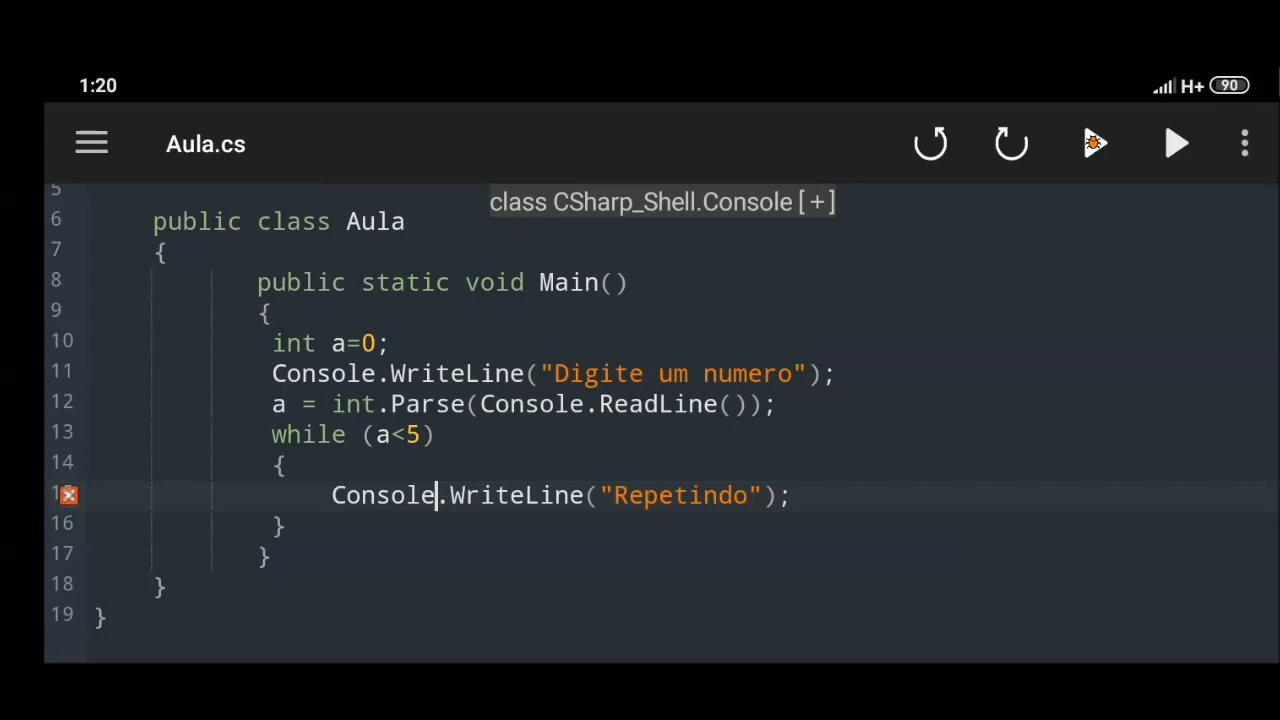 1:20
H+ 90
Aula.cs
class CSharp_Shell.Console [+]
5
6 public class Aula
7 {
8 public static void Main()
9 {
10 int a=0;
11 Console.WriteLine("Digite um numero");
12 a = int.Parse(Console.ReadLine());
13 while (a<5)
14 {
Console.WriteLine("Repetindo");
16 }
17 }
18 }
19 }